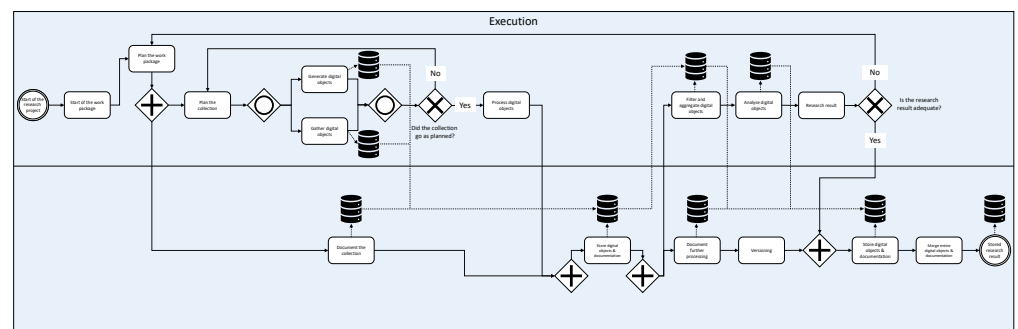 Execution
Plan the work
package
Start of the
research
project
Start of the work
package
Plan the
collection
Generate digital
objects
Gather digital
objects
No
Yes
Did the collection
go as planned?
Process digital
objects
Filter and
aggregate digital
objects
Analyse digital
objects
Research result
No
Is the research
result adequate?
Yes
Document the
collection
Store digital
objects &
documentation
Document
further
processing
Versioning
Store digital
objects &
documentation
Merge entire
digital objects &
documentation
Stored
research
result